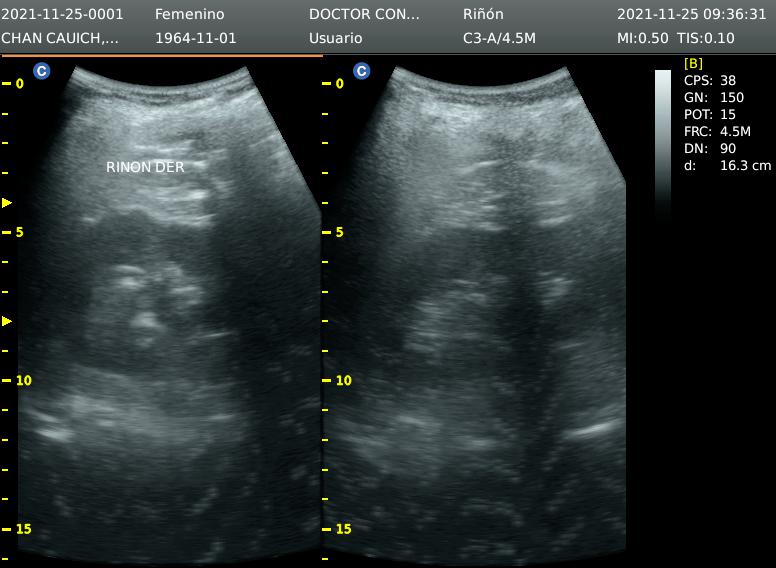 2021-11-25-0001 Femenino DOCTOR CON... Riñón 2021-11-25 09:36:31
CHAN CAUICH,... 1964-11-01 Usuario C3-A/4.5M MI:0.50 TIS:0.10
C
C
[B]
CPS: 38
GN: 150
POT: 15
FRC: 4.5M
DN: 90
d: 16.3 cm
RINON DER
0
5
10
15
0
5
10
15